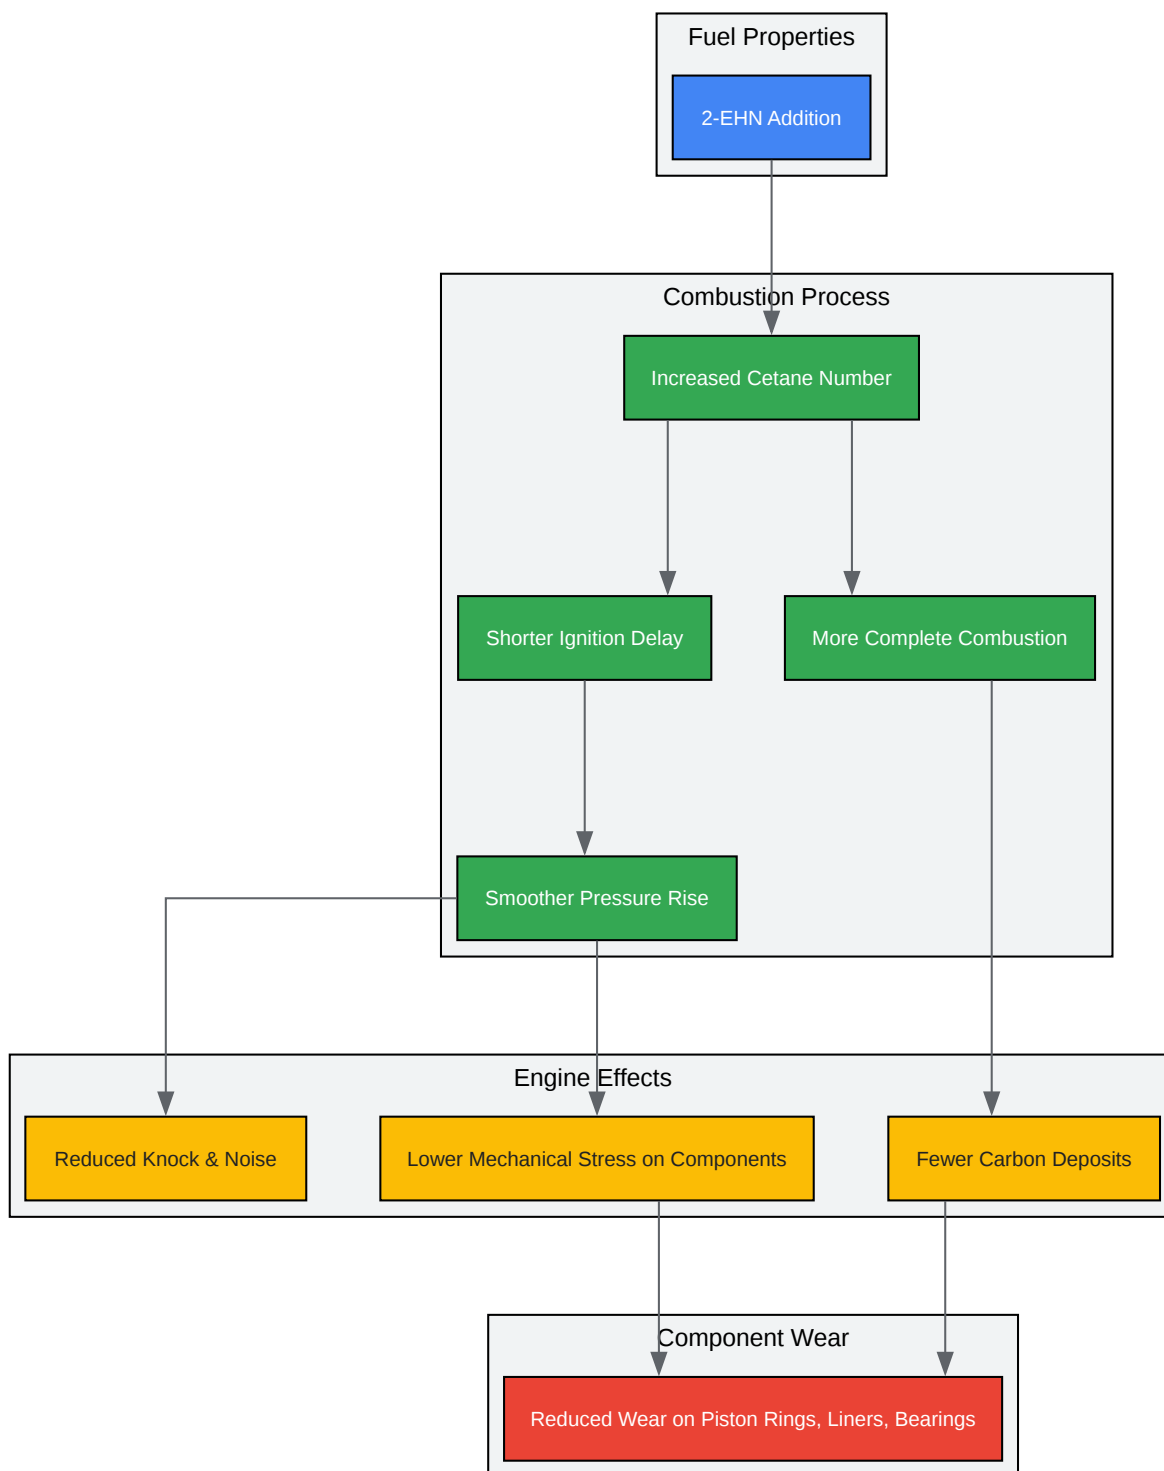 Fuel Properties
2-EHN Addition
Combustion Process
Increased Cetane Number
Shorter Ignition Delay
More Complete Combustion
Smoother Pressure Rise
Engine Effects
Reduced Knock & Noise
Lower Mechanical Stress on Components
Fewer Carbon Deposits
Component Wear
Reduced Wear on Piston Rings, Liners, Bearings